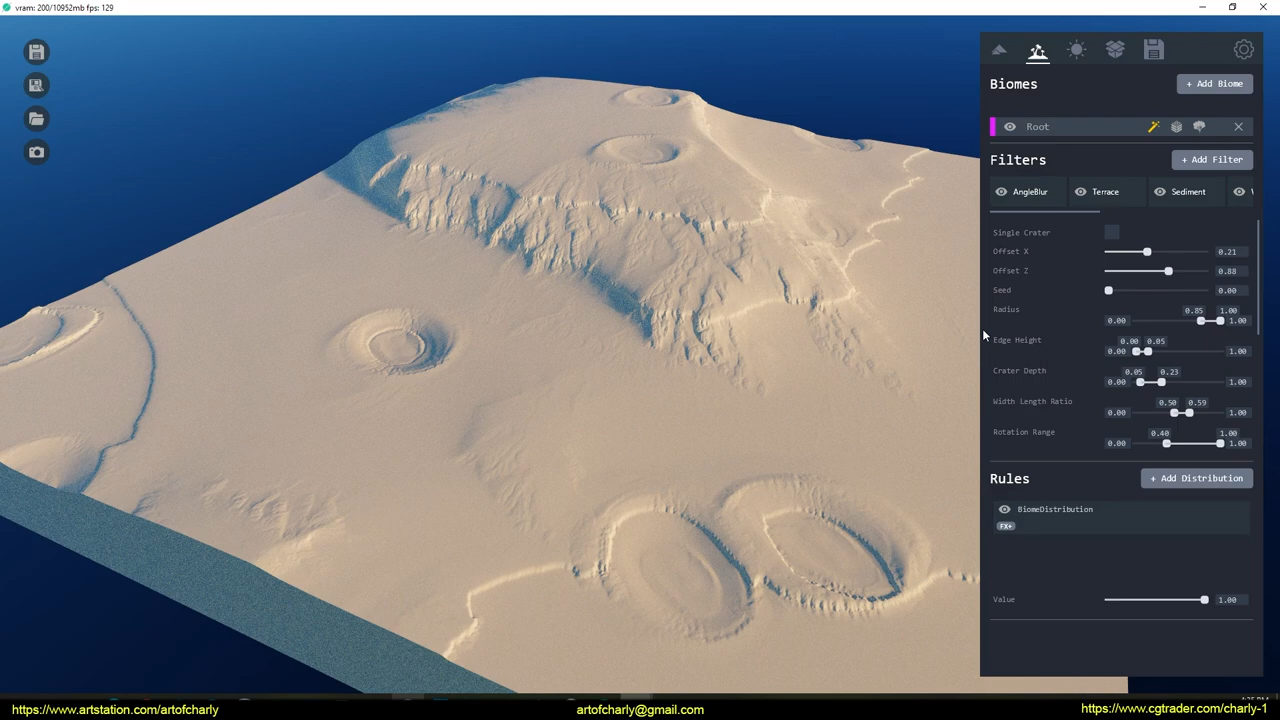 vram: 200/10952mb fps: 129
Biomes
+ Add Biome
Root
Filters
+ Add Filter
AngleBlur
Terrace
Sediment
Single Crater
Offset X
0.21
Offset Z
0.88
Seed
0.00
Radius
0.85 1.00
0.00 1.00
Edge Height
0.00 0.05
0.00 1.00
Crater Depth
0.05 0.23
0.00 1.00
Width Length Ratio
0.50 0.59
0.00 1.00
Rotation Range
0.40 1.00
0.00 1.00
Rules
+ Add Distribution
BiomeDistribution
FX+
Value
1.00
https://www.artstation.com/artofcharly
artofcharly@gmail.com
https://www.cgtrader.com/charly-1